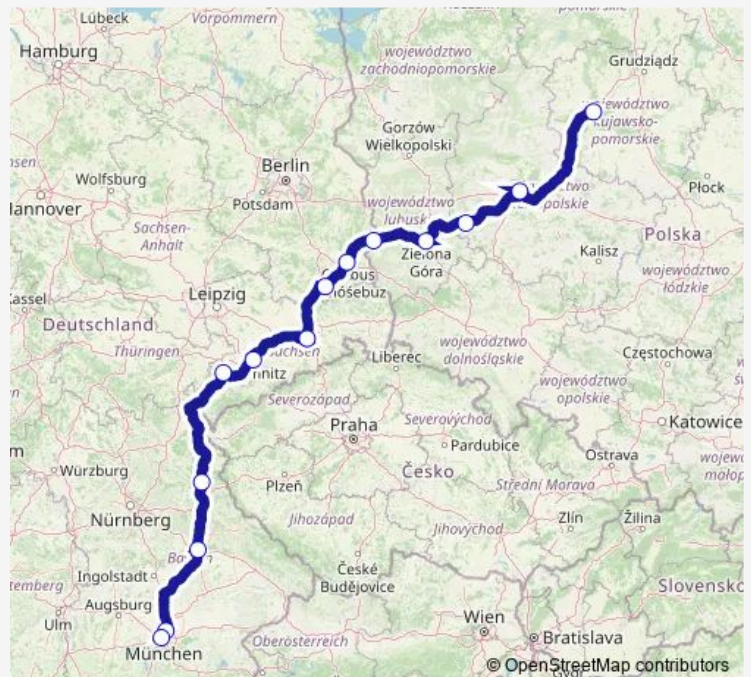 Lübeck
Vorpommern
Hamburg
województwo
zachodniopomorskie
Grudziądz
województwo
kujawsko-
pomorskie
Gorzów
Wielkopolski
Berlin
Wolfsburg
Potsdam
Płock
województwo
lubusk
polskie
Sachsen-
Anhalt
Polska
Zielona
Góra
Kalisz
województwo
łódzkie
Leipzig
Deutschland
Thüringen
województwo
dolnośląskie
Liberec
Częstochowa
województwo
opolskie
Severozápad
Severovýchod
Katowice
Praha
Pardubice
Ostrava
Würzburg
Plzeň
Česko
Střední Morava
Nürnberg
Jihozápad
Jihovýchod
Zlín
Žilina
Ingolstadt
České
Budějovice
Slovensko
Augsburg
Ulm
Wien
Bratislava
München
Oberösterreich
© OpenStreetMap contributors